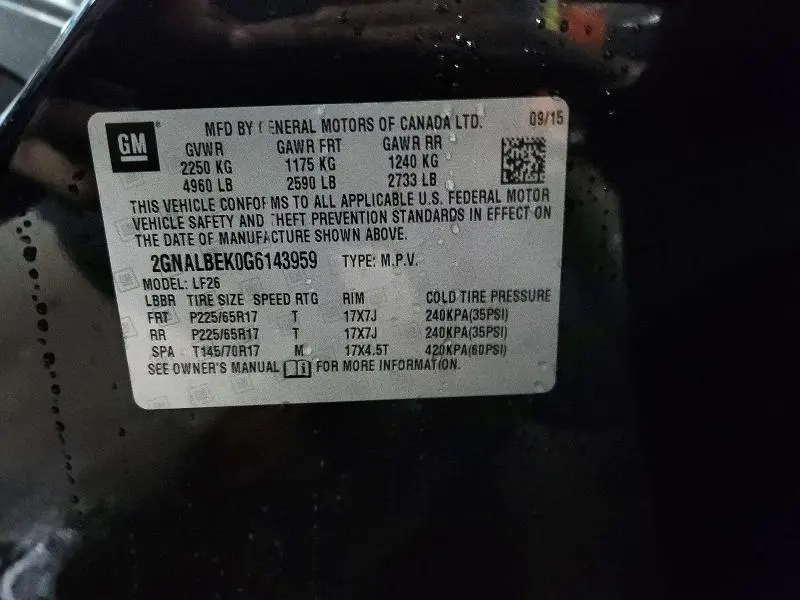 GM
MFD BY GENERAL MOTORS OF CANADA LTD. 09/15
GVWR GAWR FRT GAWR RR
2250 KG 1175 KG 1240 KG
4960 LB 2590 LB 2733 LB
THIS VEHICLE CONFORMS TO ALL APPLICABLE U.S. FEDERAL MOTOR
VEHICLE SAFETY AND THEFT PREVENTION STANDARDS IN EFFECT ON
THE DATE OF MANUFACTURE SHOWN ABOVE.
2GNALBEK0G6143959 TYPE: M.P.V.
MODEL: LF26
LBBR TIRE SIZE SPEED RTG RIM COLD TIRE PRESSURE
FRT P225/65R17 T 17X7J 240KPA(35PSI)
RR P225/65R17 T 17X7J 240KPA(35PSI)
SPA T145/70R17 M 17X4.5T 420KPA(60PSI)
SEE OWNER'S MANUAL FOR MORE INFORMATION.